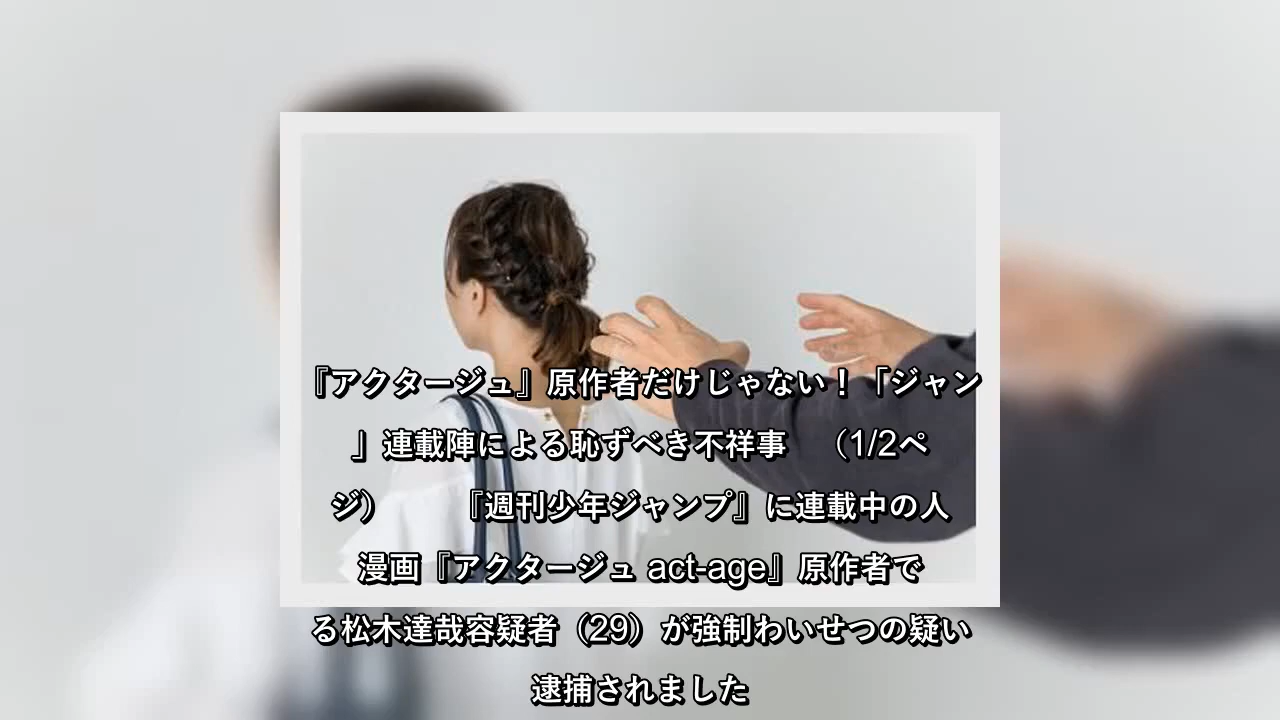 『アクタージュ』原作者だけじゃない！「ジャン
」連載陣による恥ずべき不祥事　（1/2ペ
ジ）　　『週刊少年ジャンプ』に連載中の人
漫画『アクタージュ act-age』原作者で
る松木達哉容疑者（29）が強制わいせつの疑い
逮捕されました